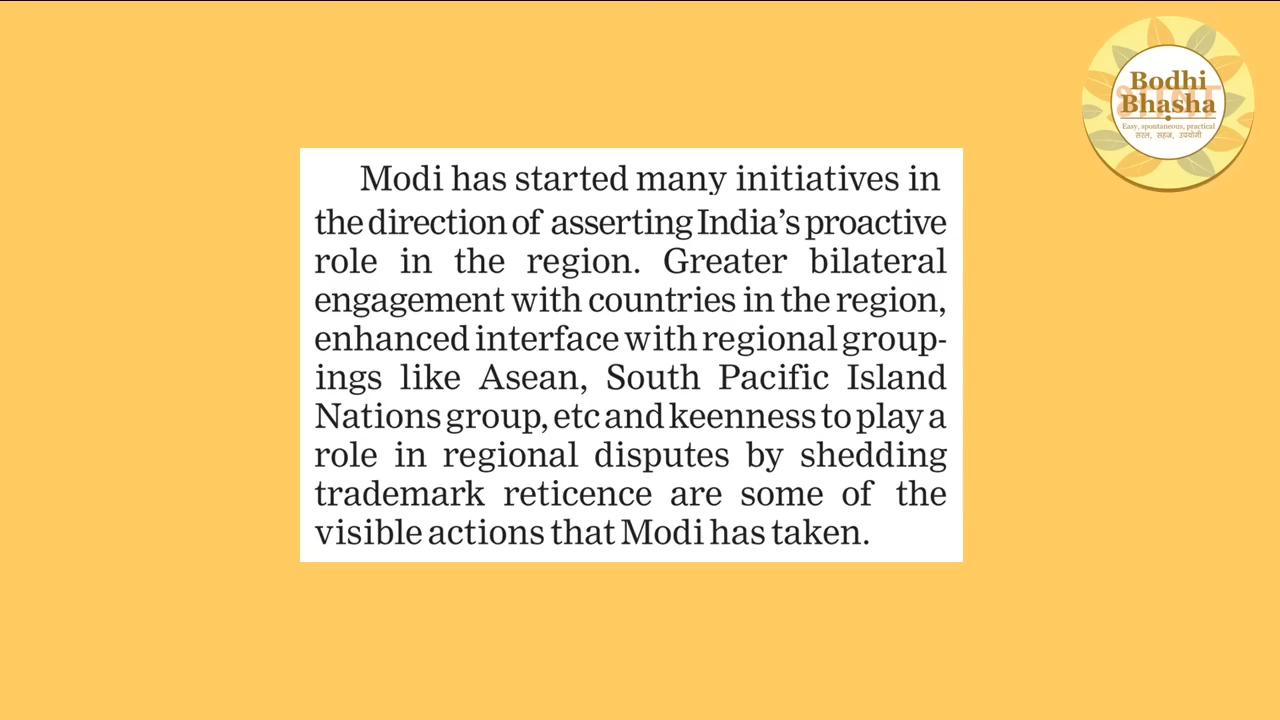 Bodhi
Bhasha
Easy, spontaneous, practical
सरल, सहज, उपयोगी
Modi has started many initiatives in
the direction of asserting India's proactive
role in the region. Greater bilateral
engagement with countries in the region,
enhanced interface with regional group-
ings like Asean, South Pacific Island
Nations group, etc and keenness to play a
role in regional disputes by shedding
trademark reticence are some of the
visible actions that Modi has taken.